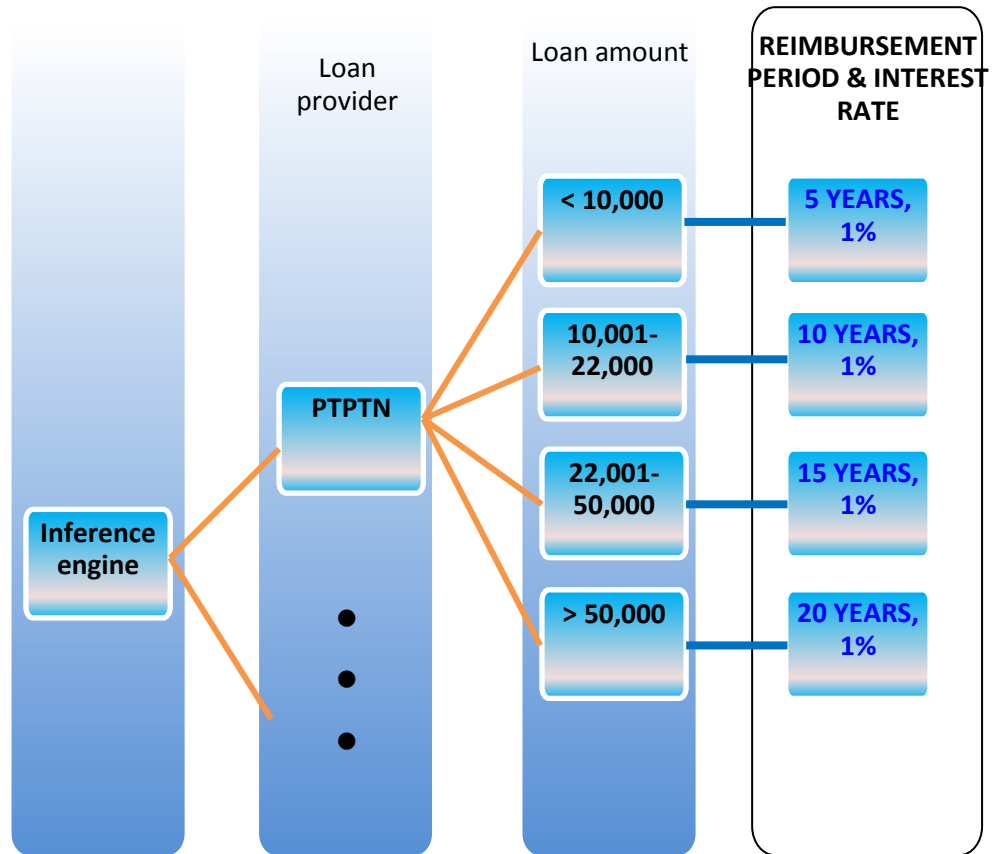 Loan
provider
Loan amount
REIMBURSEMENT
PERIOD & INTEREST
RATE
Inference
engine
PTPTN
< 10,000
5 YEARS,
1%
10,001-
22,000
10 YEARS,
1%
22,001-
50,000
15 YEARS,
1%
> 50,000
20 YEARS,
1%